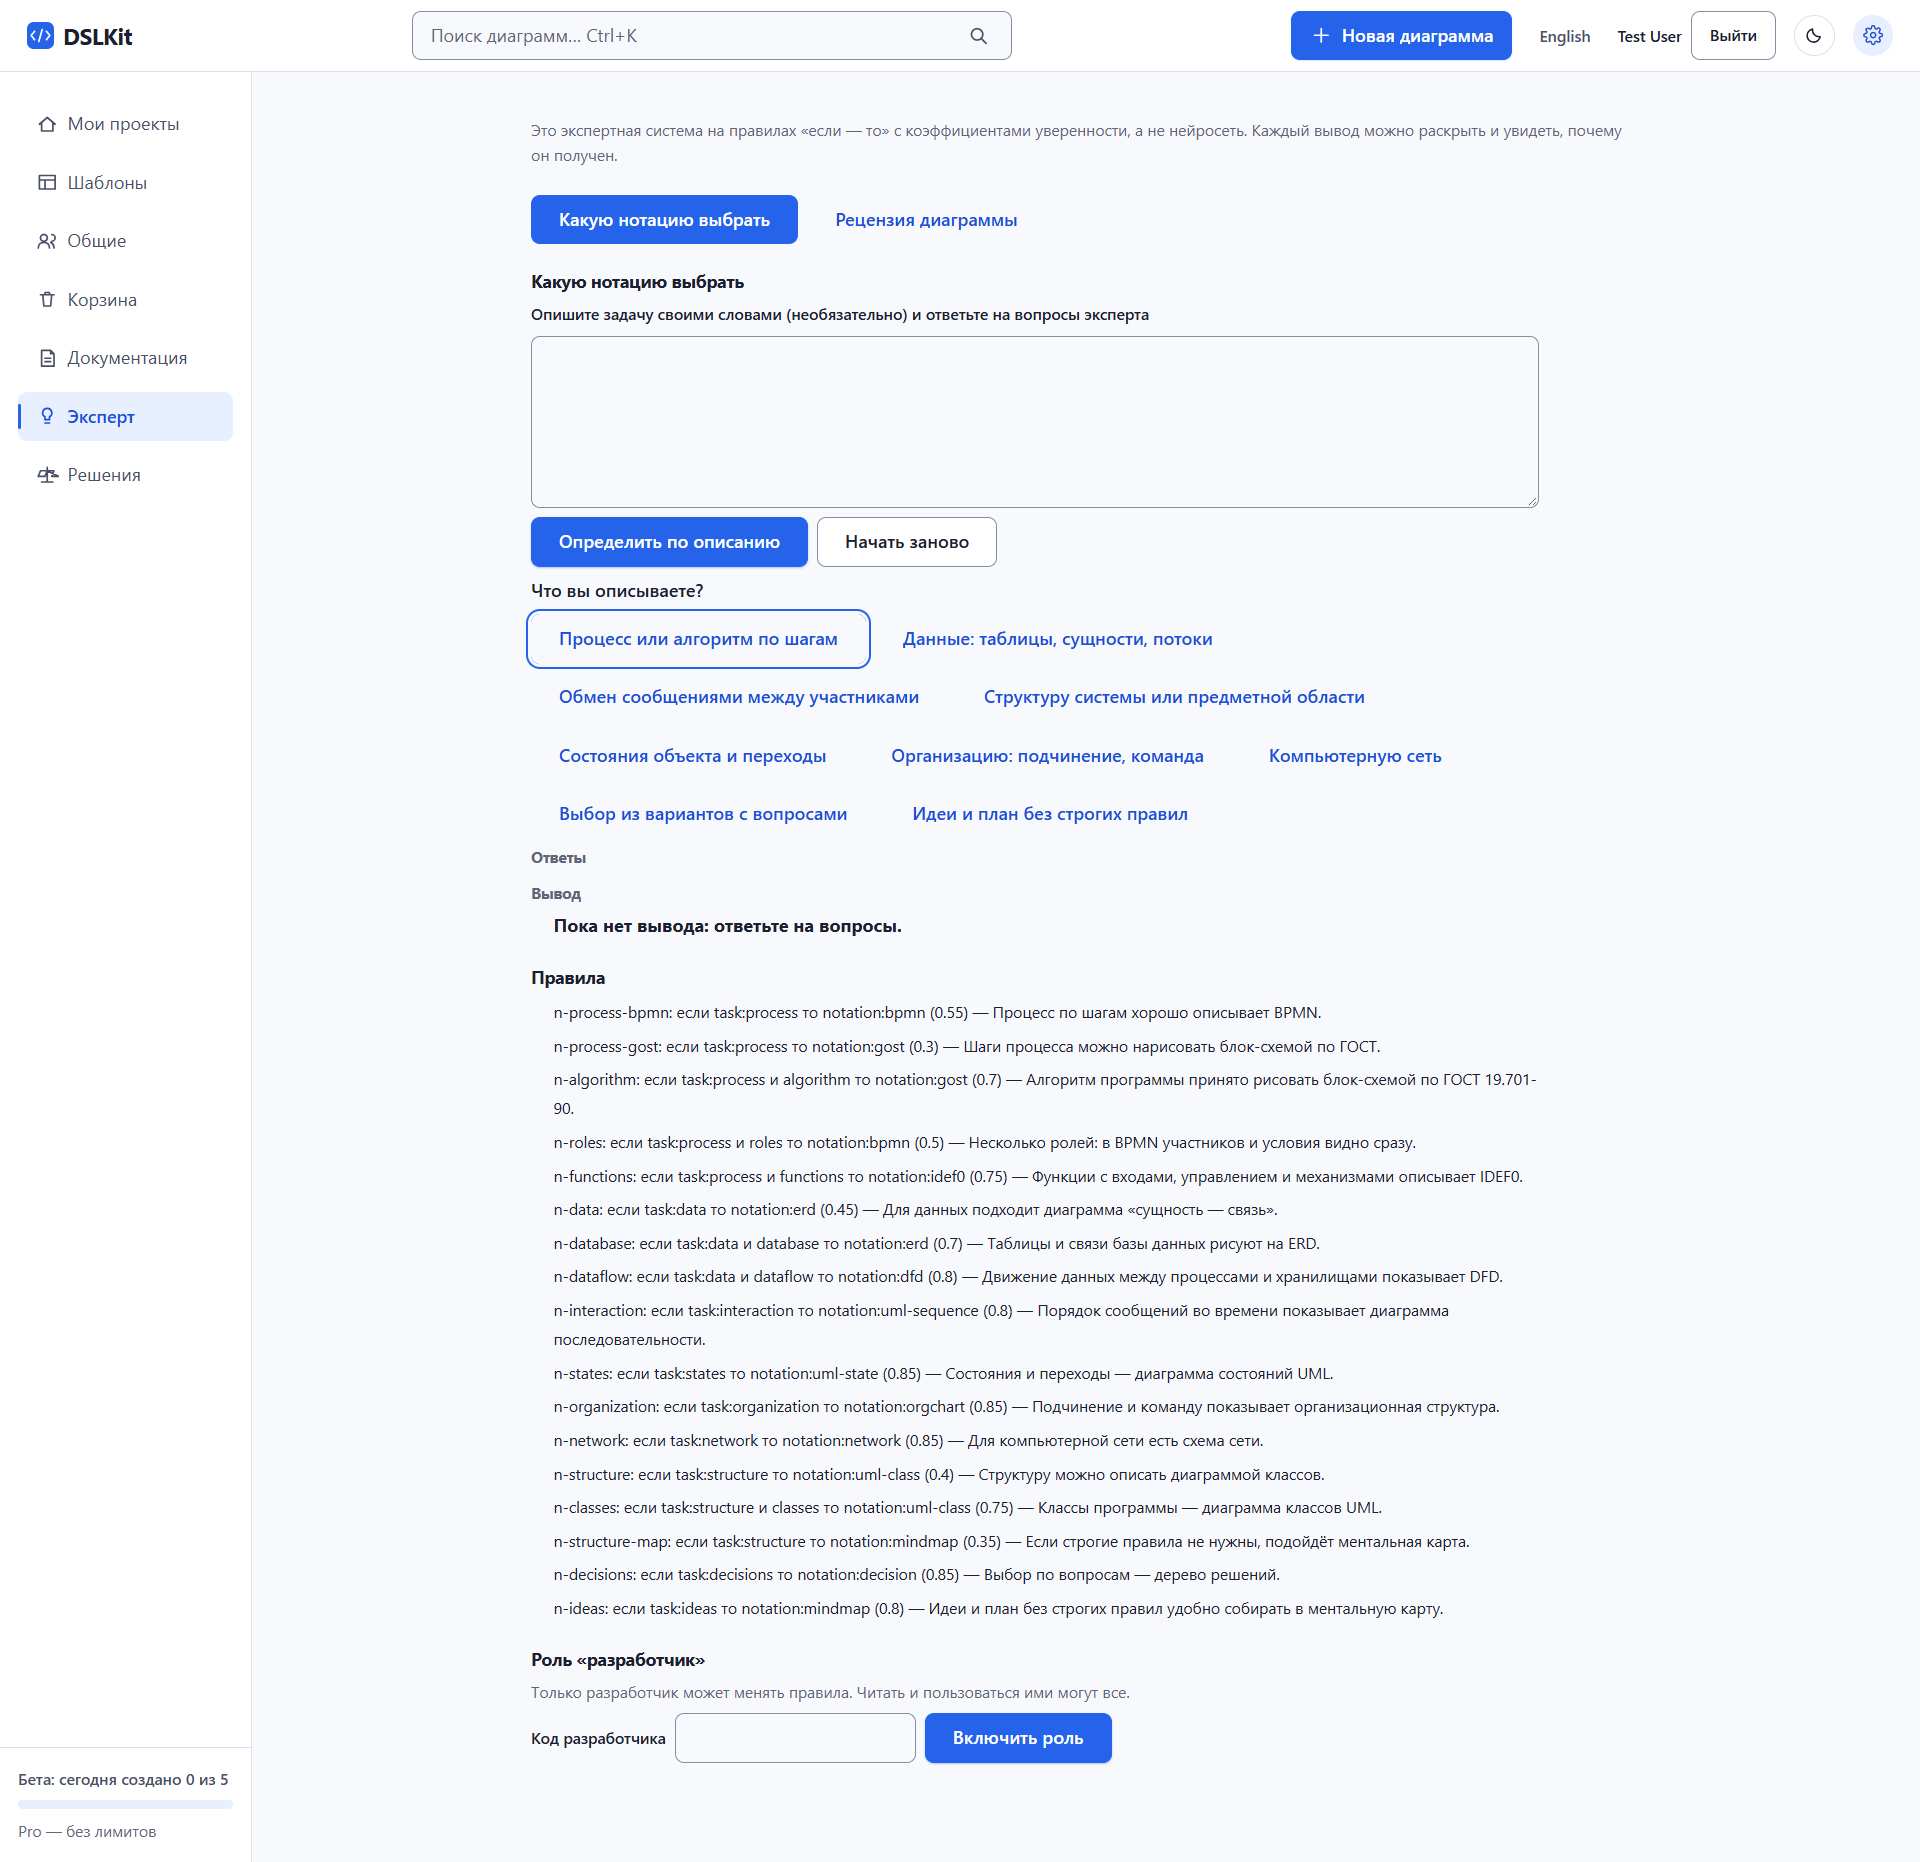 DSLKit
Поиск диаграмм... Ctrl+K
Новая диаграмма
English
Test User
Выйти
Мои проекты
Шаблоны
Общие
Корзина
Документация
Эксперт
Решения
Это экспертная система на правилах «если — то» с коэффициентами уверенности, а не нейросеть. Каждый вывод можно раскрыть и увидеть, почему
он получен.
Какую нотацию выбрать
Рецензия диаграммы
Какую нотацию выбрать
Опишите задачу своими словами (необязательно) и ответьте на вопросы эксперта
Определить по описанию
Начать заново
Что вы описываете?
Процесс или алгоритм по шагам
Данные: таблицы, сущности, потоки
Обмен сообщениями между участниками
Структуру системы или предметной области
Состояния объекта и переходы
Организацию: подчинение, команда
Компьютерную сеть
Выбор из вариантов с вопросами
Идеи и план без строгих правил
Ответы
Вывод
Пока нет вывода: ответьте на вопросы.
Правила
n-process-bpmn: если task:process то notation:bpmn (0.55) — Процесс по шагам хорошо описывает BPMN.
n-process-gost: если task:process то notation:gost (0.3) — Шаги процесса можно нарисовать блок-схемой по ГОСТ.
n-algorithm: если task:process и algorithm то notation:gost (0.7) — Алгоритм программы принято рисовать блок-схемой по ГОСТ 19.701-
90.
n-roles: если task:process и roles то notation:bpmn (0.5) — Несколько ролей: в BPMN участников и условия видно сразу.
n-functions: если task:process и functions то notation:idef0 (0.75) — Функции с входами, управлением и механизмами описывает IDEF0.
n-data: если task:data то notation:erd (0.45) — Для данных подходит диаграмма «сущность — связь».
n-database: если task:data и database то notation:erd (0.7) — Таблицы и связи базы данных рисуют на ERD.
n-dataflow: если task:data и dataflow то notation:dfd (0.8) — Движение данных между процессами и хранилищами показывает DFD.
n-interaction: если task:interaction то notation:uml-sequence (0.8) — Порядок сообщений во времени показывает диаграмма
последовательности.
n-states: если task:states то notation:uml-state (0.85) — Состояния и переходы — диаграмма состояний UML.
n-organization: если task:organization то notation:orgchart (0.85) — Подчинение и команду показывает организационная структура.
n-network: если task:network то notation:network (0.85) — Для компьютерной сети есть схема сети.
n-structure: если task:structure то notation:uml-class (0.4) — Структуру можно описать диаграммой классов.
n-classes: если task:structure и classes то notation:uml-class (0.75) — Классы программы — диаграмма классов UML.
n-structure-map: если task:structure то notation:mindmap (0.35) — Если строгие правила не нужны, подойдёт ментальная карта.
n-decisions: если task:decisions то notation:decision (0.85) — Выбор по вопросам — дерево решений.
n-ideas: если task:ideas то notation:mindmap (0.8) — Идеи и план без строгих правил удобно собирать в ментальную карту.
Роль «разработчик»
Только разработчик может менять правила. Читать и пользоваться ими могут все.
Код разработчика
Включить роль
Бета: сегодня создано 0 из 5
Pro — без лимитов